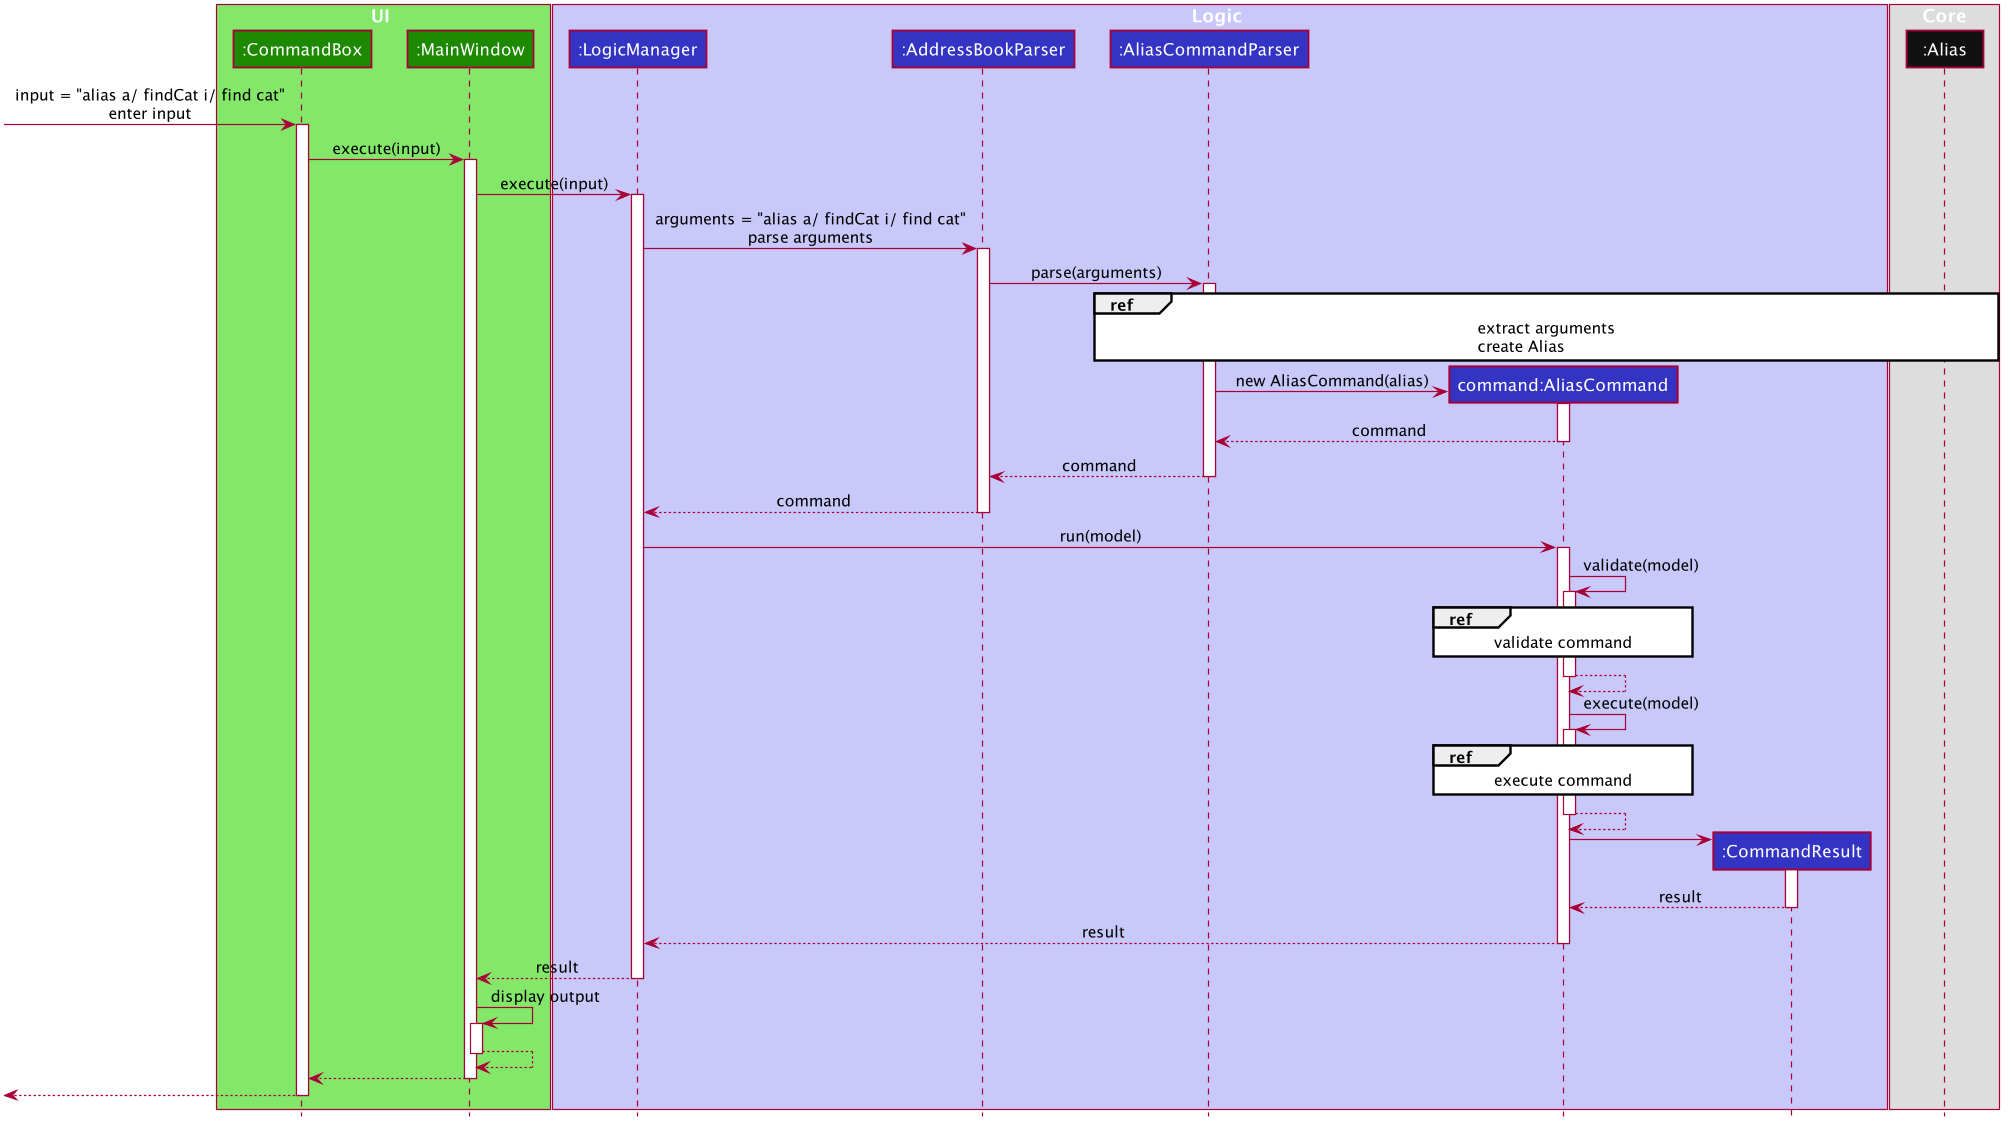 UI
Logic
Core
:CommandBox
:MainWindow
:LogicManager
:AddressBookParser
:AliasCommandParser
:Alias
input = "alias a/ findCat i/ find cat"
enter input
execute(input)
execute(input)
arguments = "alias a/ findCat i/ find cat"
parse arguments
parse(arguments)
ref
extract arguments
create Alias
new AliasCommand(alias)
command:AliasCommand
command
command
command
run(model)
validate(model)
ref
validate command
execute(model)
ref
execute command
:CommandResult
result
result
result
display output